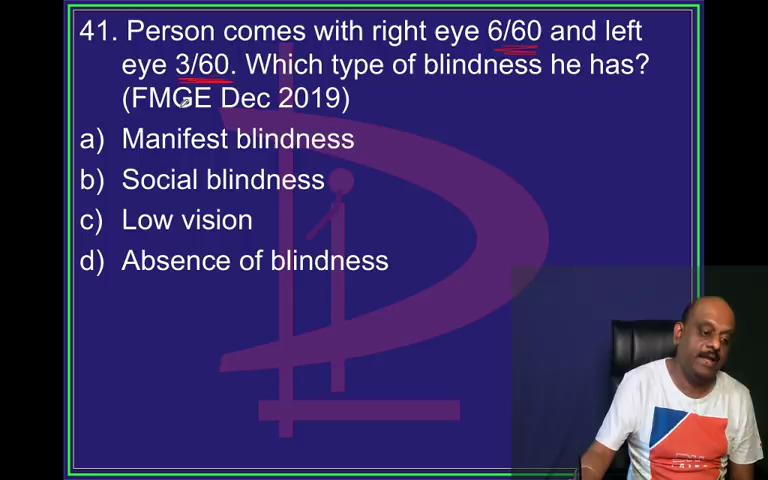 41. Person comes with right eye 6/60 and left
eye 3/60. Which type of blindness he has?
(FMGE Dec 2019)
a) Manifest blindness
b) Social blindness
c) Low vision
d) Absence of blindness